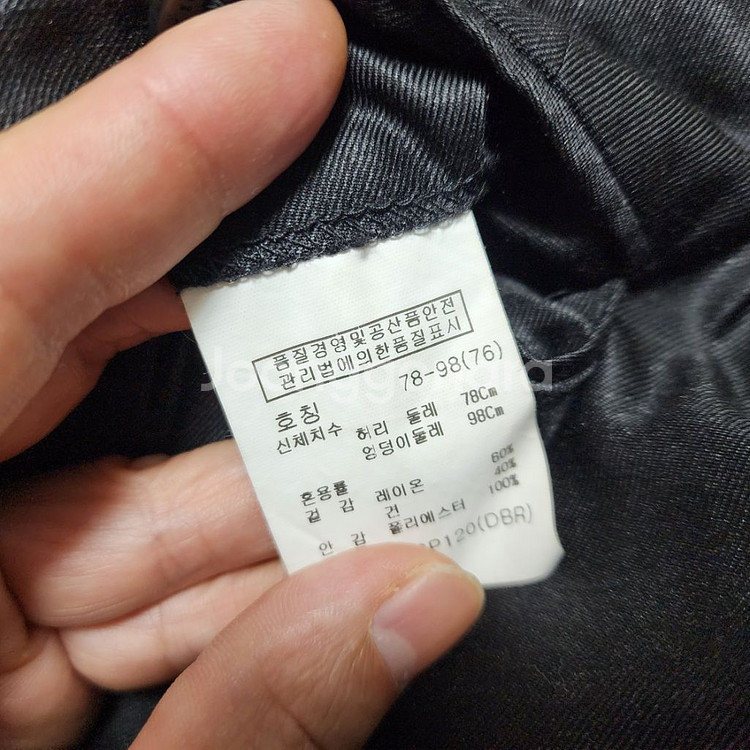 품질경영및공산품안전
관리법에의한품질표시
호칭 78-98(76)
신체치수 허리 둘레 78Cm
엉덩이둘레 98Cm
혼용률
겉 감 레이온 60%
견 40%
안 감 폴리에스터 100%
P120(DBR)